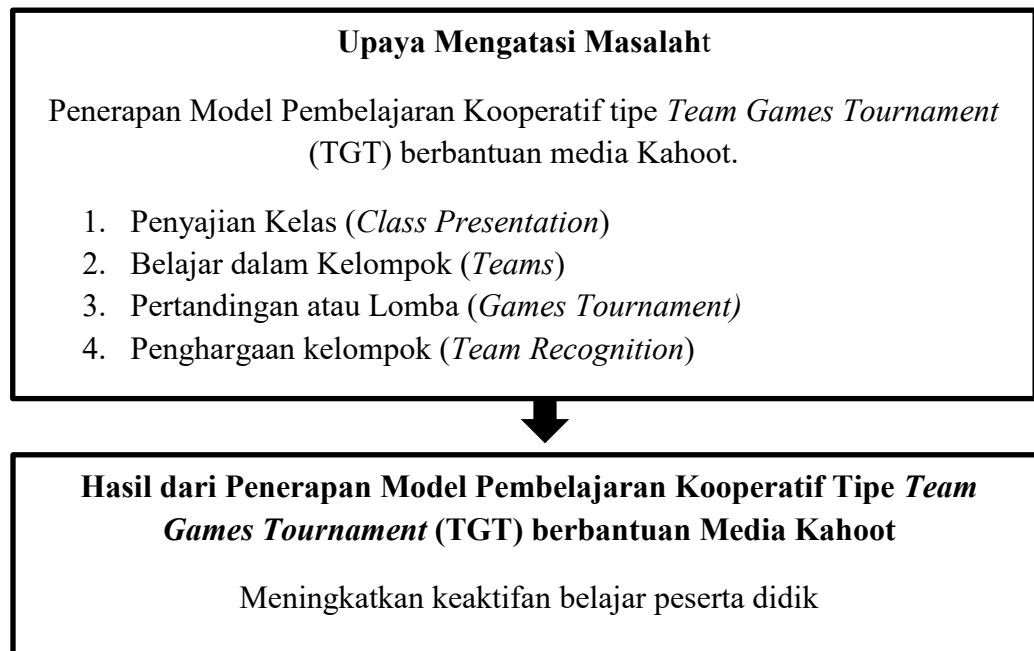 Upaya Mengatasi Masalaht
Penerapan Model Pembelajaran Kooperatif tipe Team Games Tournament
(TGT) berbantuan media Kahoot.
1. Penyajian Kelas (Class Presentation)
2. Belajar dalam Kelompok (Teams)
3. Pertandingan atau Lomba (Games Tournament)
4. Penghargaan kelompok (Team Recognition)
Hasil dari Penerapan Model Pembelajaran Kooperatif Tipe Team
Games Tournament (TGT) berbantuan Media Kahoot
Meningkatkan keaktifan belajar peserta didik